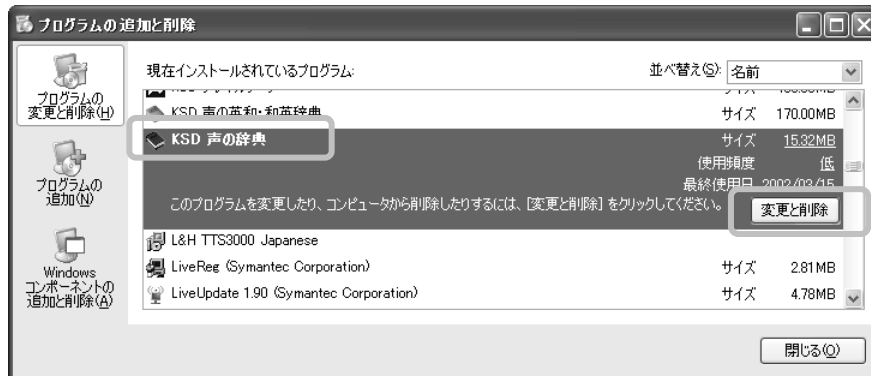 プログラムの追加と削除
現在インストールされているプログラム:
並べ替え(S): 名前
プログラムの
変更と削除(H)
プログラムの
追加(N)
Windows
コンポーネントの
追加と削除(A)
KSD 声の英和・和英辞典 サイズ 170.00MB
KSD 声の辞典 サイズ 15.32MB
使用頻度 低
最終使用日 2002/03/15
このプログラムを変更したり、コンピュータから削除したりするには、[変更と削除] をクリックしてください。 変更と削除
L&H TTS3000 Japanese
LiveReg (Symantec Corporation) サイズ 2.81MB
LiveUpdate 1.90 (Symantec Corporation) サイズ 4.78MB
閉じる(O)